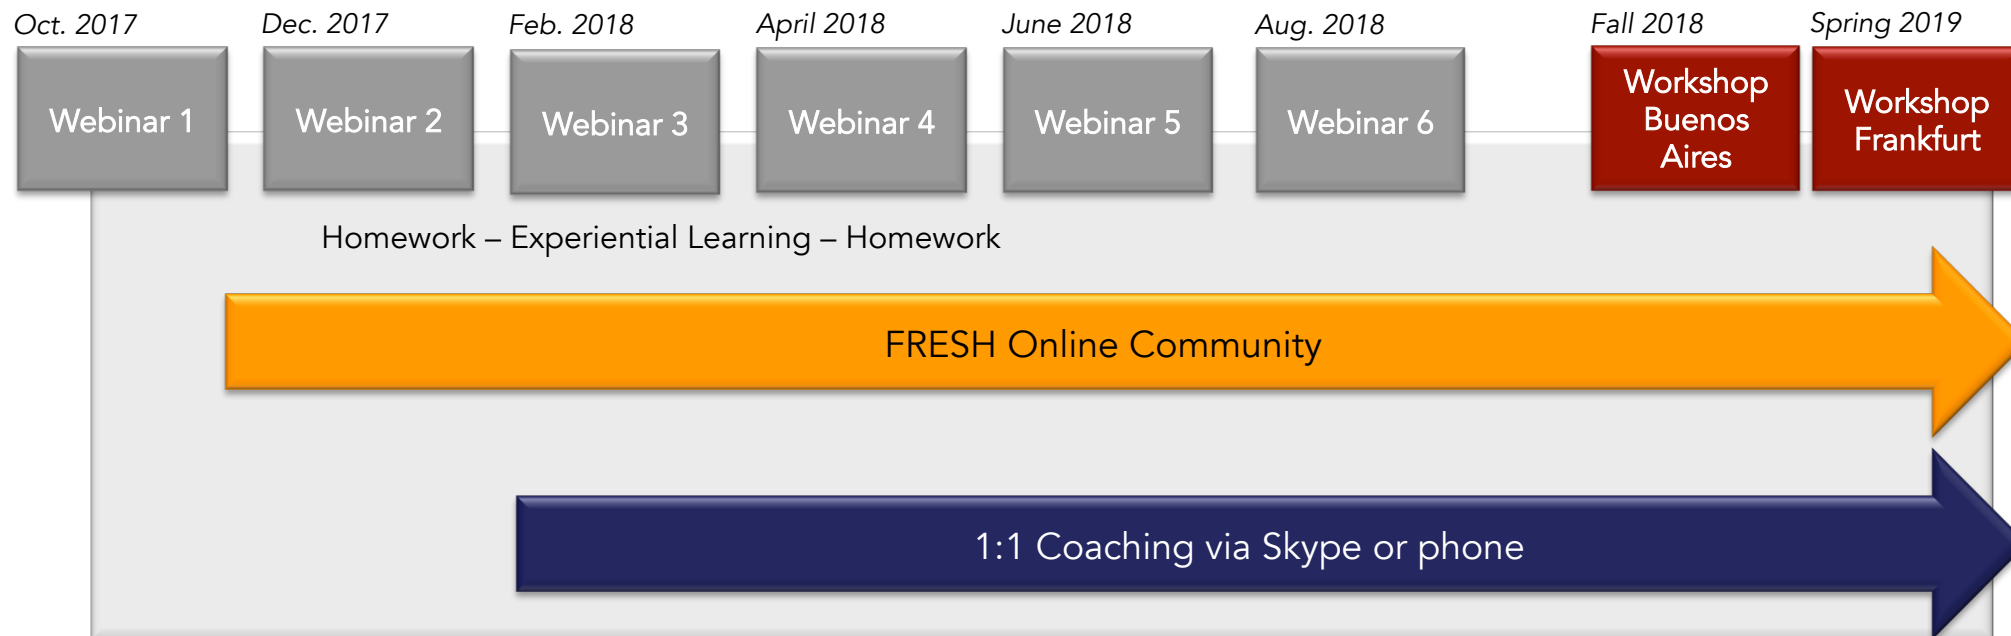 Oct. 2017
Dec. 2017
Feb. 2018
April 2018
June 2018
Aug. 2018
Fall 2018
Spring 2019
Webinar 1
Webinar 2
Webinar 3
Webinar 4
Webinar 5
Webinar 6
Workshop
Buenos
Aires
Workshop
Frankfurt
Homework – Experiential Learning – Homework
FRESH Online Community
1:1 Coaching via Skype or phone